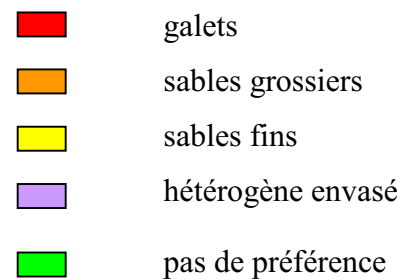 galets
sables grossiers
sables fins
hétérogène envasé
pas de préférence